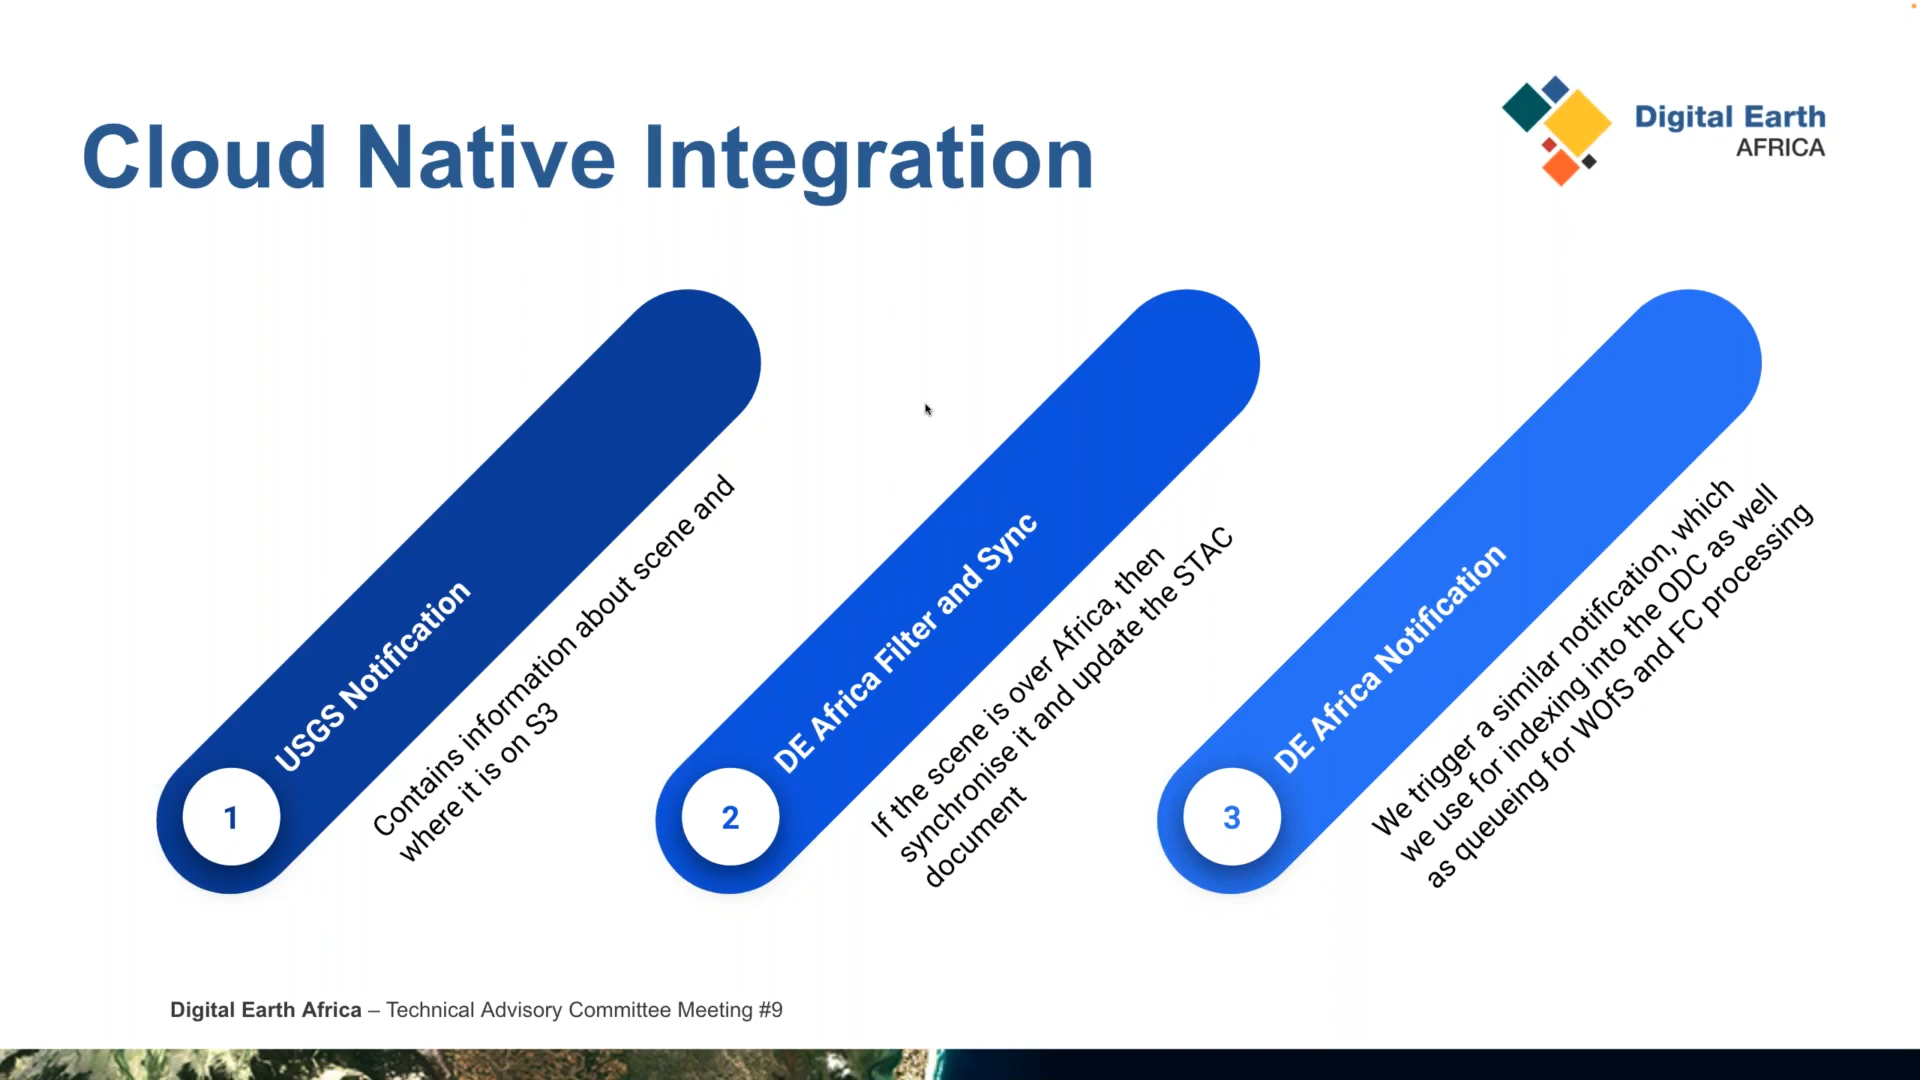 Cloud Native Integration
Digital Earth
AFRICA
1
USGS Notification
Contains information about scene and
where it is on S3
2
DE Africa Filter and Sync
If the scene is over Africa, then
synchronise it and update the STAC
document
3
DE Africa Notification
We trigger a similar notification, which
we use for indexing into the ODC as well
as queueing for WOfS and FC processing
Digital Earth Africa – Technical Advisory Committee Meeting #9